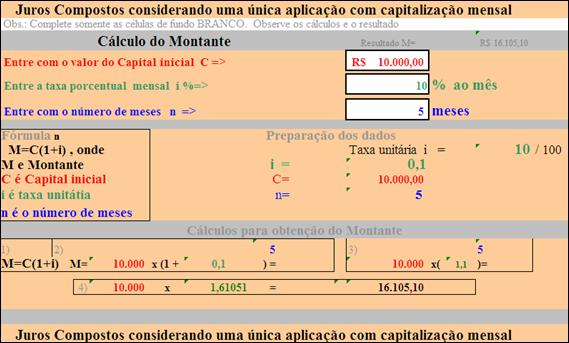 Juros Compostos considerando uma única aplicação com capitalização mensal
Obs.: Complete somente as células de fundo BRANCO. Observe os cálculos e o resultado
Cálculo do Montante Resultado M= R$ 16.105,10
Entre com o valor do Capital inicial C => R$ 10.000,00
Entre a taxa porcentual mensal i %=> 10 % ao mês
Entre com o número de meses n => 5 meses
Fórmula n Preparação dos dados
M=C(1+i) , onde Taxa unitária i = 10 / 100
M e Montante i = 0,1
C é Capital inicial C= 10.000,00
i é taxa unitátia n= 5
n é o número de meses
Cálculos para obtenção do Montante
1) 2) 5 3) 5
M=C(1+i) M= 10.000 x (1 + 0,1 ) = 10.000 x( 1,1 )=
4) 10.000 x 1,61051 = 16.105,10
Juros Compostos considerando uma única aplicação com capitalização mensal